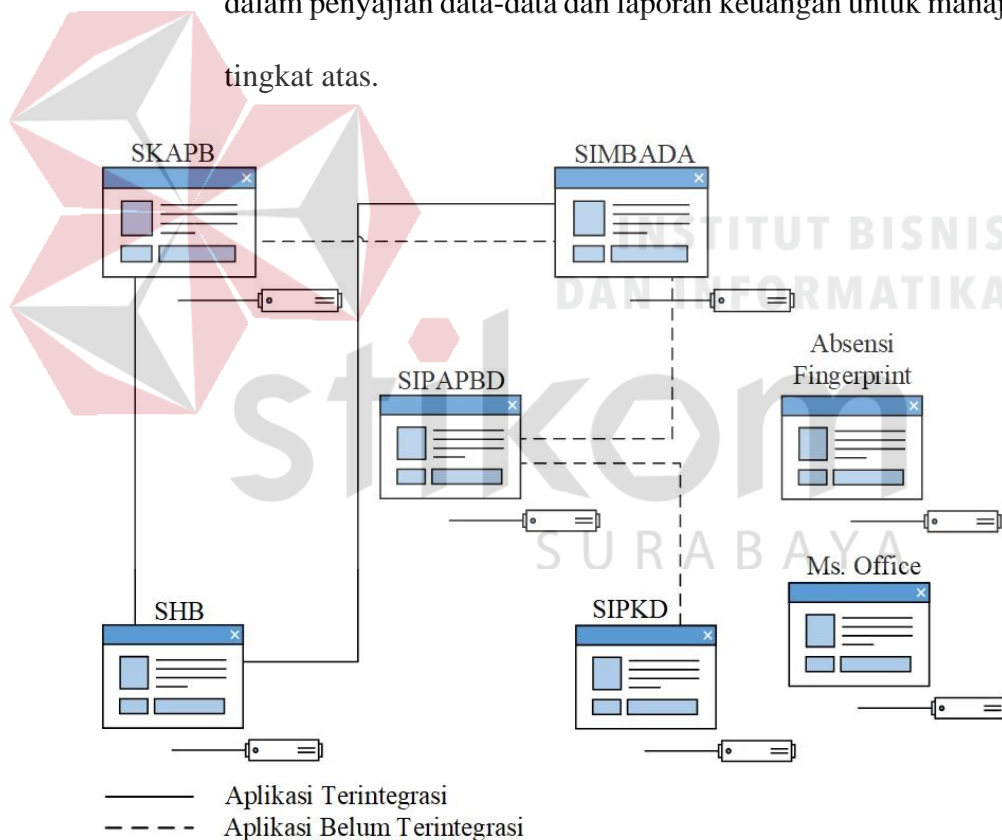 dalam penyajian data-data dan laporan keuangan untuk
tingkat atas.
SKAPB
SIMBADA
INSTITUT BISNIS
DAN INFORMATIKA
stikom
SURABAYA
SIPAPBD
Absensi
Fingerprint
Ms. Office
SHB
SIPKD
Aplikasi Terintegrasi
Aplikasi Belum Terintegrasi